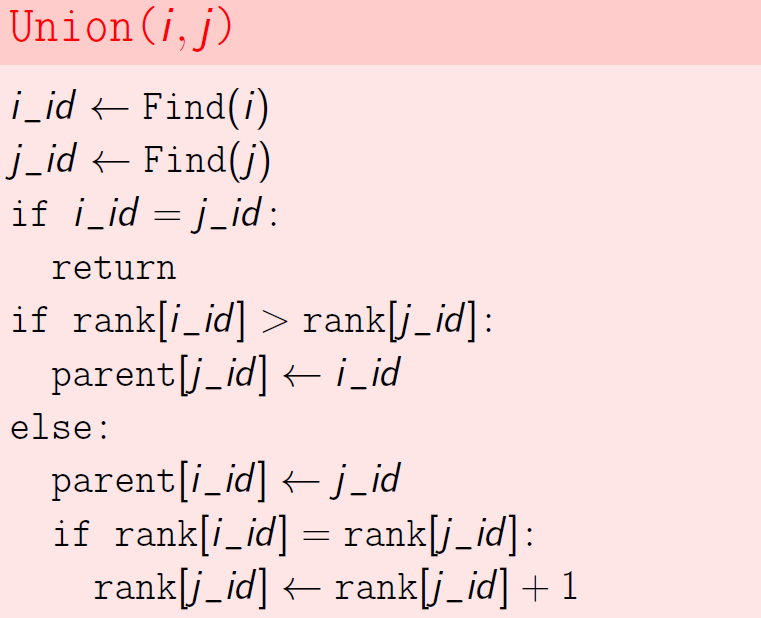 Union(i, j)
i_id ← Find(i)
j_id ← Find(j)
if i_id = j_id:
  return
if rank[i_id] > rank[j_id]:
  parent[j_id] ← i_id
else:
  parent[i_id] ← j_id
  if rank[i_id] = rank[j_id]:
    rank[j_id] ← rank[j_id] + 1